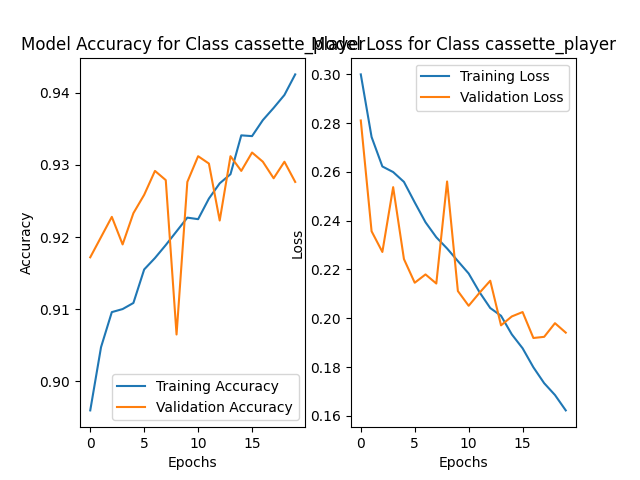 Model Accuracy for Class cassette_player
Model Loss for Class cassette_player
Accuracy
0.94
0.93
0.92
0.91
0.90
0
5
10
15
Epochs
Training Accuracy
Validation Accuracy
Loss
0.30
0.28
0.26
0.24
0.22
0.20
0.18
0.16
0
5
10
15
Epochs
Training Loss
Validation Loss